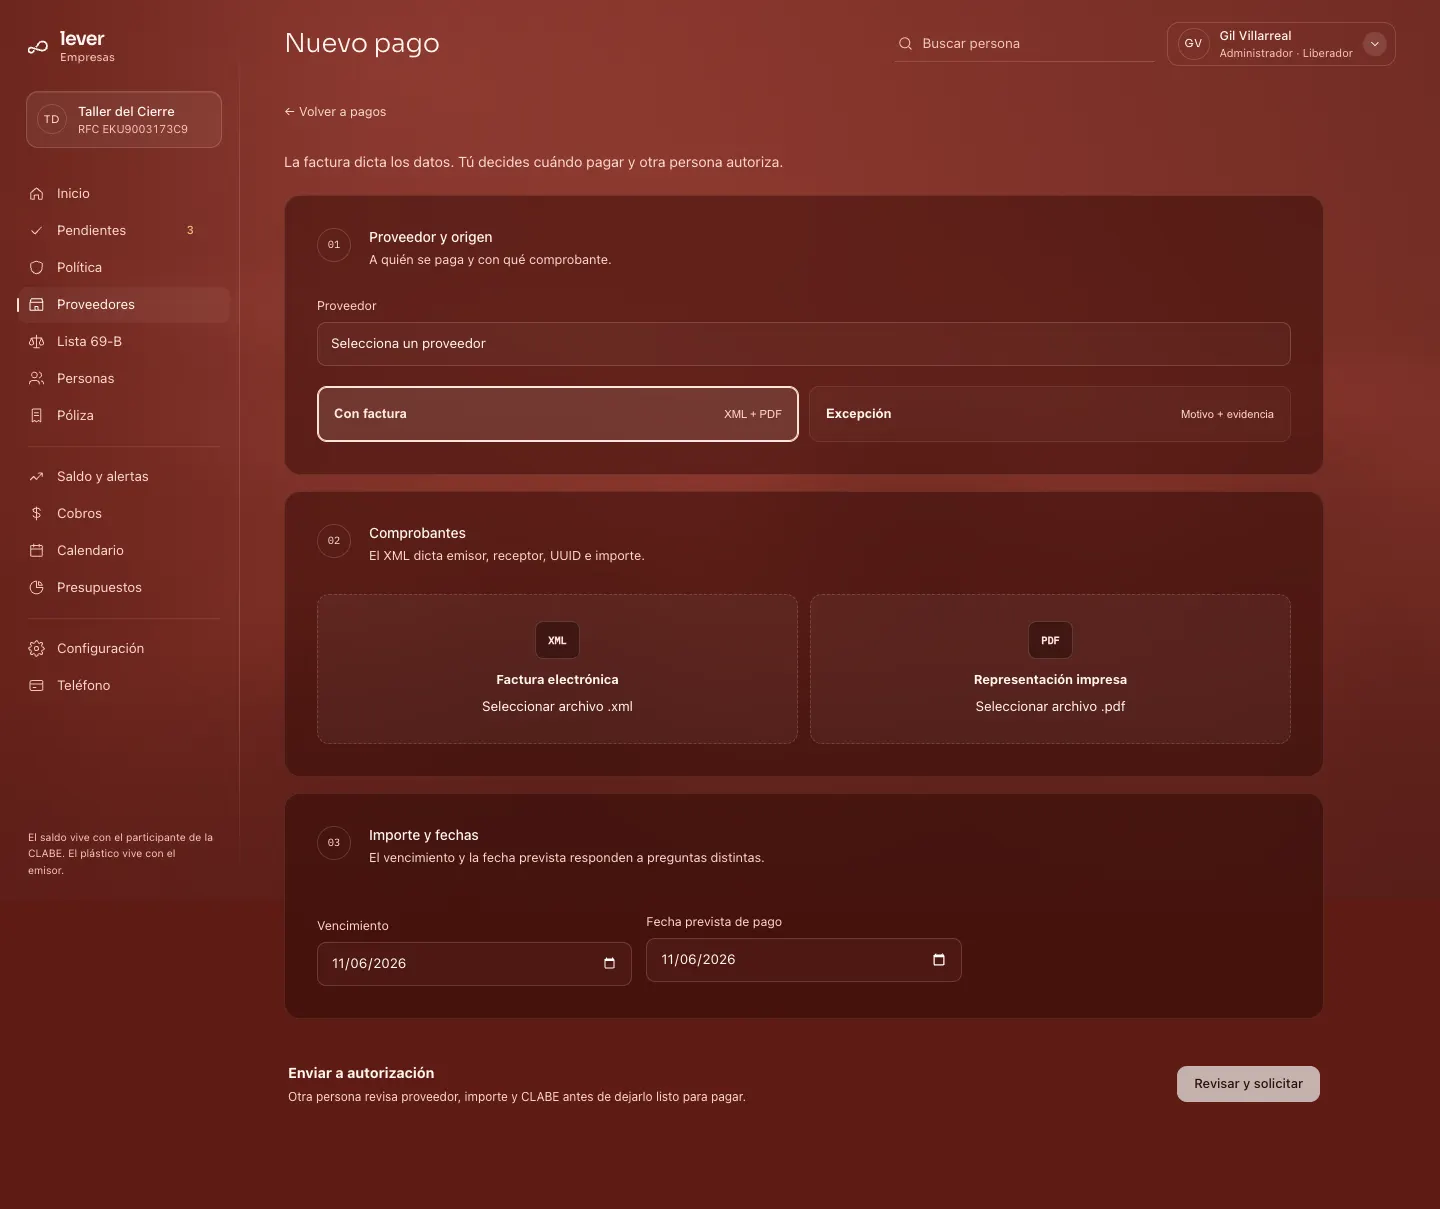 lever
Empresas
Nuevo pago
Buscar persona
GV
Gil Villarreal
Administrador · Liberador
TD
Taller del Cierre
RFC EKU9003173C9
Inicio
Pendientes 3
Política
Proveedores
Lista 69-B
Personas
Póliza
Saldo y alertas
Cobros
Calendario
Presupuestos
Configuración
Teléfono
El saldo vive con el participante de la
CLABE. El plástico vive con el
emisor.
← Volver a pagos
La factura dicta los datos. Tú decides cuándo pagar y otra persona autoriza.
01
Proveedor y origen
A quién se paga y con qué comprobante.
Proveedor
Selecciona un proveedor
Con factura XML + PDF
Excepción Motivo + evidencia
02
Comprobantes
El XML dicta emisor, receptor, UUID e importe.
XML
Factura electrónica
Seleccionar archivo .xml
PDF
Representación impresa
Seleccionar archivo .pdf
03
Importe y fechas
El vencimiento y la fecha prevista responden a preguntas distintas.
Vencimiento
11/06/2026
Fecha prevista de pago
11/06/2026
Enviar a autorización
Otra persona revisa proveedor, importe y CLABE antes de dejarlo listo para pagar.
Revisar y solicitar